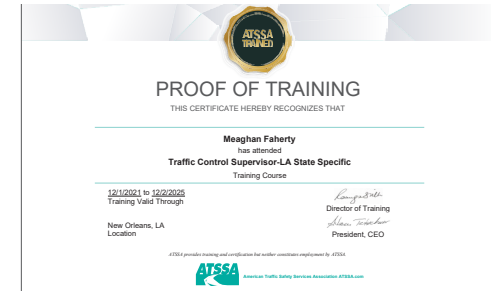 ATSSA
TRAINED
PROOF OF TRAINING
THIS CERTIFICATE HEREBY RECOGNIZES THAT
Meaghan Faherty
has attended
Traffic Control Supervisor-LA State Specific
Training Course
12/1/2021 to 12/2/2025
Training Valid Through
Director of Training
New Orleans, LA
Location
President, CEO
ATSSA provides training and certification but neither constitutes employment by ATSSA
ATSSA American Traffic Safety Services Association ATSSA.com